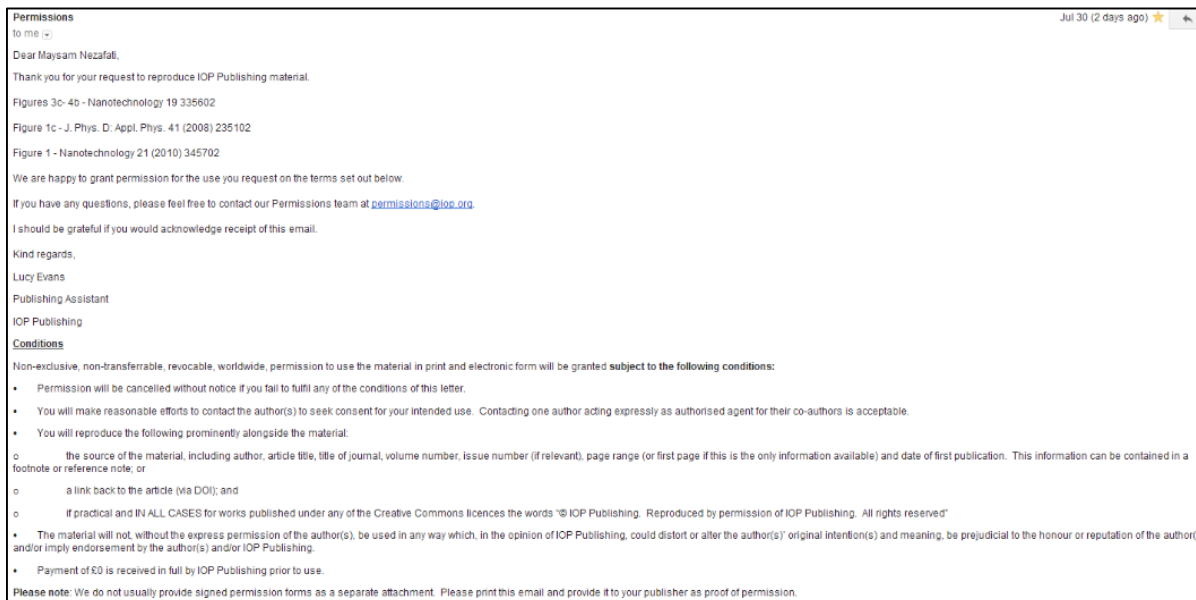 Permissions
Jul 30 (2 days ago)
to me
Dear Maysam Nezafati,
Thank you for your request to reproduce IOP Publishing material.
Figures 3c- 4b - Nanotechnology 19 335602
Figure 1c - J. Phys. D: Appl. Phys. 41 (2008) 235102
Figure 1 - Nanotechnology 21 (2010) 345702
We are happy to grant permission for the use you request on the terms set out below.
If you have any questions, please feel free to contact our Permissions team at permissions@iop.org.
I should be grateful if you would acknowledge receipt of this email.
Kind regards,
Lucy Evans
Publishing Assistant
IOP Publishing
Conditions
Non-exclusive, non-transferrable, revocable, worldwide, permission to use the material in print and electronic form will be granted subject to the following conditions:
• Permission will be cancelled without notice if you fail to fulfil any of the conditions of this letter.
• You will make reasonable efforts to contact the author(s) to seek consent for your intended use. Contacting one author acting expressly as authorised agent for their co-authors is acceptable.
• You will reproduce the following prominently alongside the material:
o the source of the material, including author, article title, title of journal, volume number, issue number (if relevant), page range (or first page if this is the only information available) and date of first publication. This information can be contained in a
footnote or reference note; or
o a link back to the article (via DOI); and
o if practical and IN ALL CASES for works published under any of the Creative Commons licences the words "© IOP Publishing. Reproduced by permission of IOP Publishing. All rights reserved"
• The material will not, without the express permission of the author(s), be used in any way which, in the opinion of IOP Publishing, could distort or alter the author(s)' original intention(s) and meaning, be prejudicial to the honour or reputation of the author(
and/or imply endorsement by the author(s) and/or IOP Publishing.
• Payment of £0 is received in full by IOP Publishing prior to use.
Please note: We do not usually provide signed permission forms as a separate attachment. Please print this email and provide it to your publisher as proof of permission.